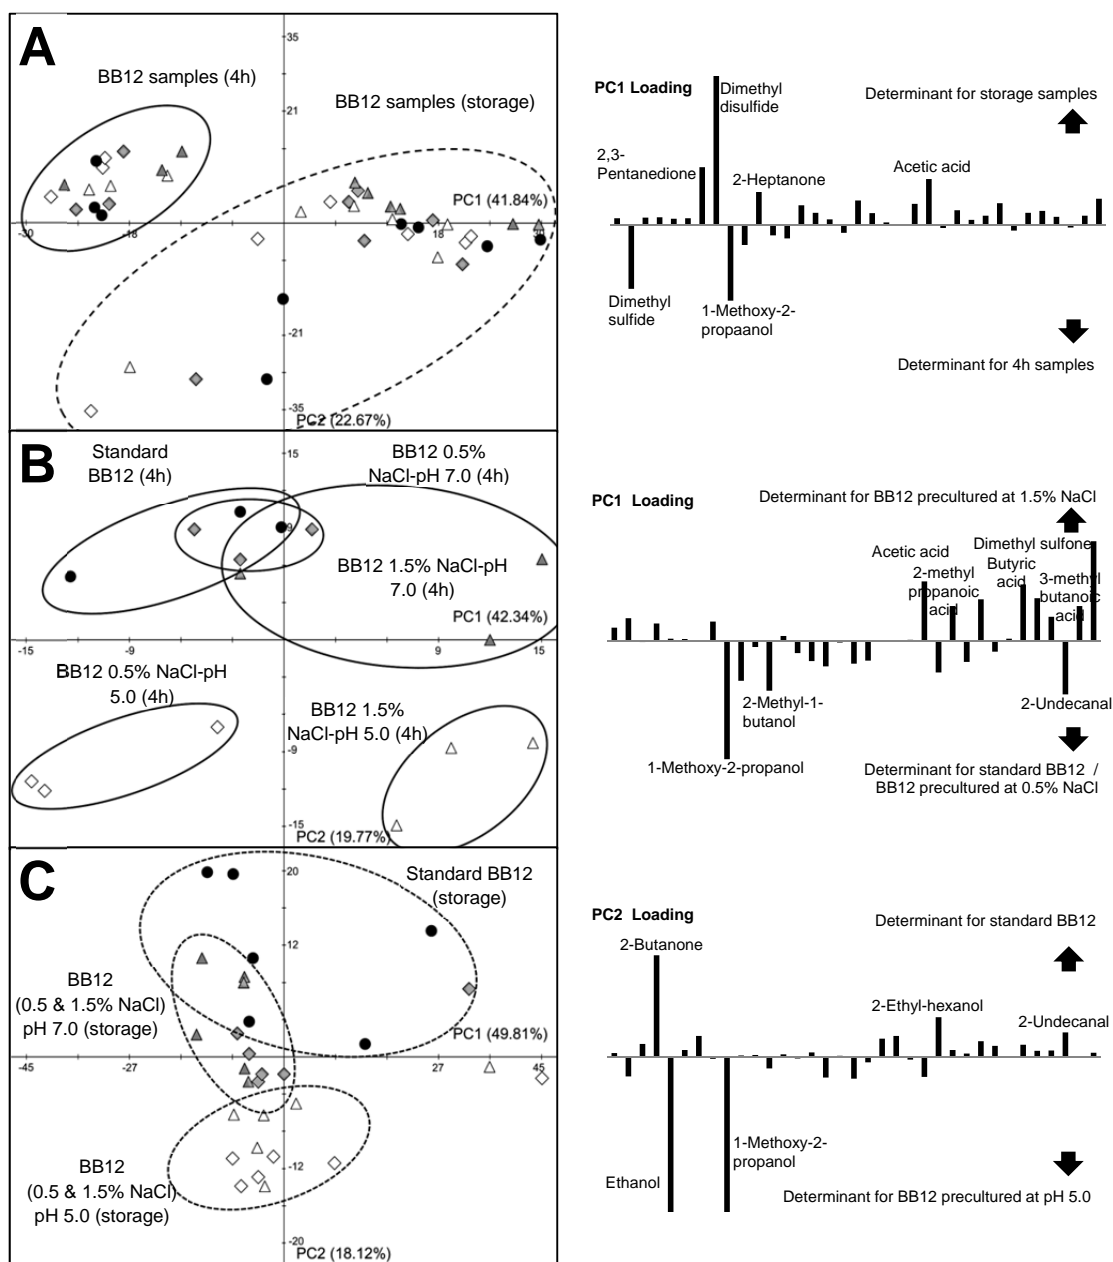 A
BB12 samples (4h)
BB12 samples (storage)
35
21
PC1 (41.84%)
-30
-18
18
30
-21
-35
PC2 (22.67%)
PC1 Loading
Dimethyl
disulfide
Determinant for storage samples
2,3-
Pentanedione
2-Heptanone
Acetic acid
Dimethyl
sulfide
1-Methoxy-2-
propaanol
Determinant for 4h samples
B
Standard
BB12 (4h)
BB12 0.5%
NaCl-pH 7.0 (4h)
15
9
BB12 1.5% NaCl-pH
7.0 (4h)
PC1 (42.34%)
-15
-9
9
15
BB12 0.5% NaCl-pH
5.0 (4h)
BB12 1.5%
NaCl-pH 5.0 (4h)
-9
-15
PC2 (19.77%)
PC1 Loading
Determinant for BB12 precultured at 1.5% NaCl
Acetic acid
Dimethyl sulfone
2-methyl
propanoic
acid
Butyric
acid
3-methyl
butanoic
acid
2-Methyl-1-
butanol
2-Undecanal
1-Methoxy-2-propanol
Determinant for standard BB12 /
BB12 precultured at 0.5% NaCl
C
Standard BB12
(storage)
20
12
BB12
(0.5 & 1.5% NaCl)
pH 7.0 (storage)
PC1 (49.81%)
-45
-27
27
45
-12
BB12
(0.5 & 1.5% NaCl)
pH 5.0 (storage)
-20
PC2 (18.12%)
PC2 Loading
Determinant for standard BB12
2-Butanone
2-Ethyl-hexanol
2-Undecanal
1-Methoxy-2-
propanol
Ethanol
Determinant for BB12 precultured at pH 5.0